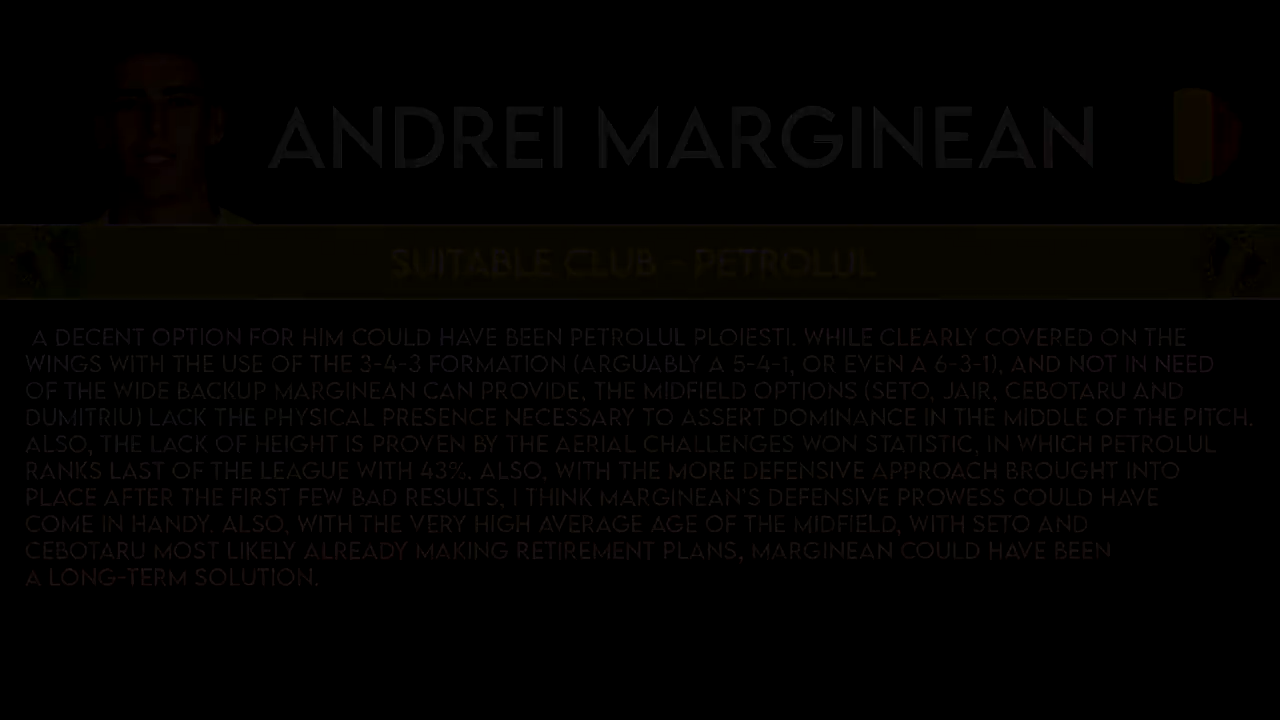 ANDREI MARGINEAN
SUITABLE CLUB - PETROLUL
A DECENT OPTION FOR HIM COULD HAVE BEEN PETROLUL PLOIESTI. WHILE CLEARLY COVERED ON THE
WINGS WITH THE USE OF THE 3-4-3 FORMATION (ARGUABLY A 5-4-1, OR EVEN A 6-3-1), AND NOT IN NEED
OF THE WIDE BACKUP MARGINEAN CAN PROVIDE, THE MIDFIELD OPTIONS (SETO, JAIR, CEBOTARU AND
DUMITRIU) LACK THE PHYSICAL PRESENCE NECESSARY TO ASSERT DOMINANCE IN THE MIDDLE OF THE PITCH.
ALSO, THE LACK OF HEIGHT IS PROVEN BY THE AERIAL CHALLENGES WON STATISTIC, IN WHICH PETROLUL
RANKS LAST OF THE LEAGUE WITH 43%. ALSO, WITH THE MORE DEFENSIVE APPROACH BROUGHT INTO
PLACE AFTER THE FIRST FEW BAD RESULTS, I THINK MARGINEAN'S DEFENSIVE PROWESS COULD HAVE
COME IN HANDY. ALSO, WITH THE VERY HIGH AVERAGE AGE OF THE MIDFIELD, WITH SETO AND
CEBOTARU MOST LIKELY ALREADY MAKING RETIREMENT PLANS, MARGINEAN COULD HAVE BEEN
A LONG-TERM SOLUTION.